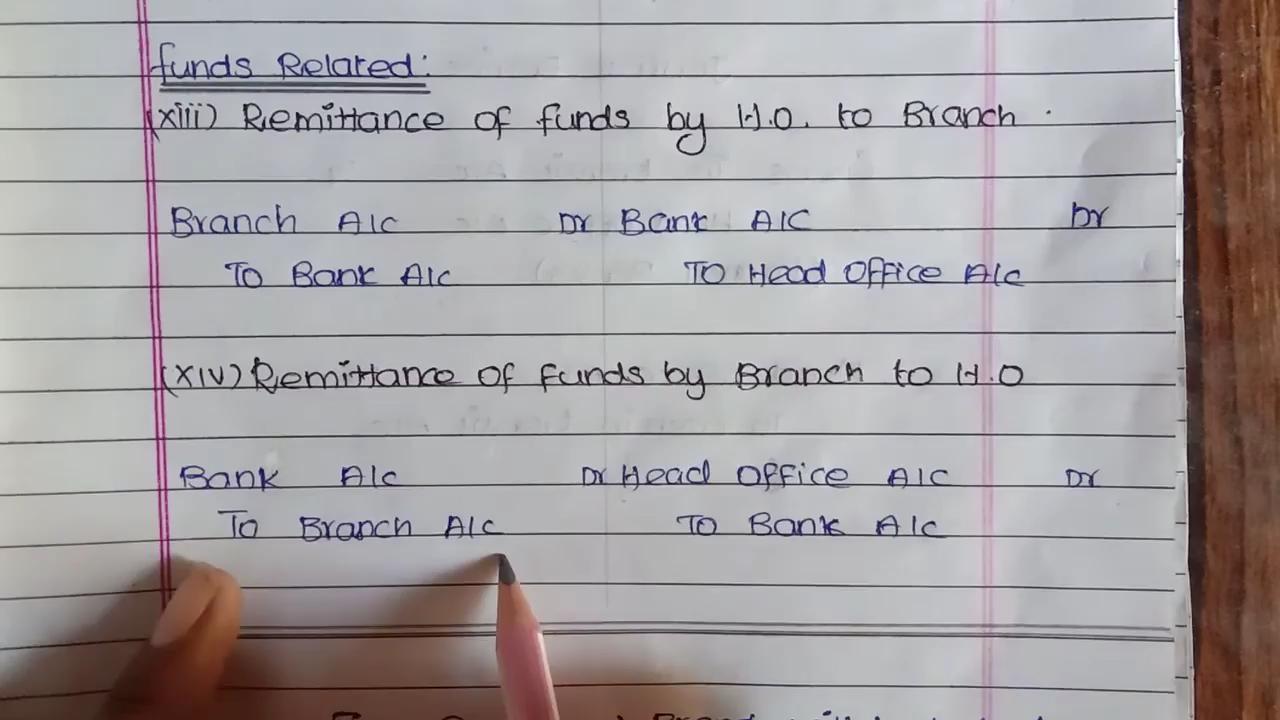 Funds Related:
(xiii) Remittance of funds by H.O. to Branch.
Branch A/c Dr Bank A/C Dr
To Bank A/c To Head Office A/c
(XIV) Remittance of funds by Branch to H.O
Bank A/c Dr Head Office A/C Dr
To Branch A/C To Bank A/C